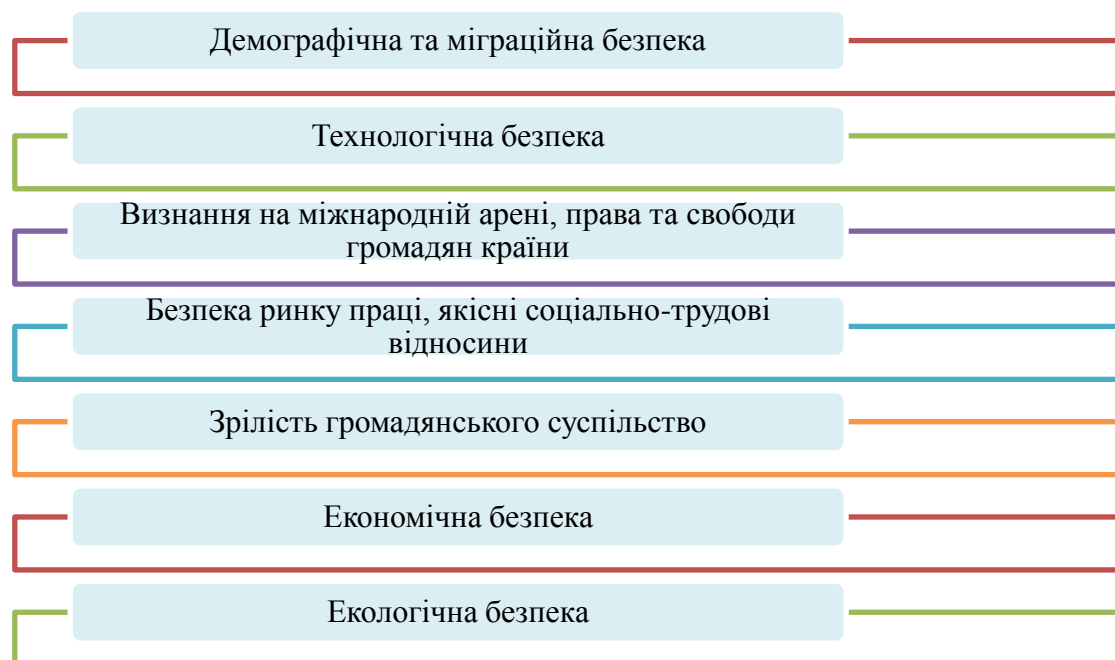 Демографічна та міграційна безпека
Технологічна безпека
Визнання на міжнародній арені, права та свободи
громадян країни
Безпека ринку праці, якісні соціально-трудові
відносини
Зрілість громадянського суспільство
Економічна безпека
Екологічна безпека